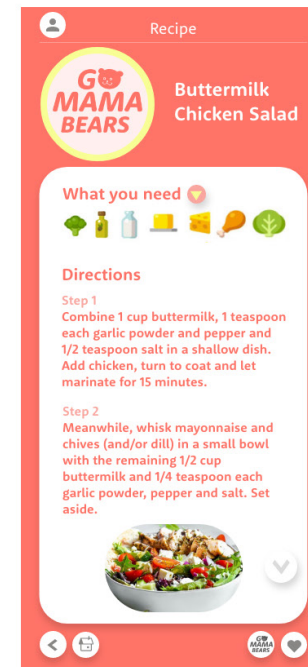 Recipe
GO
MAMA
BEARS
Buttermilk
Chicken Salad
What you need
Directions
Step 1
Combine 1 cup buttermilk, 1 teaspoon
each garlic powder and pepper and
1/2 teaspoon salt in a shallow dish.
Add chicken, turn to coat and let
marinate for 15 minutes.
Step 2
Meanwhile, whisk mayonnaise and
chives (and/or dill) in a small bowl
with the remaining 1/2 cup
buttermilk and 1/4 teaspoon each
garlic powder, pepper and salt. Set
aside.
GO
MAMA
BEARS